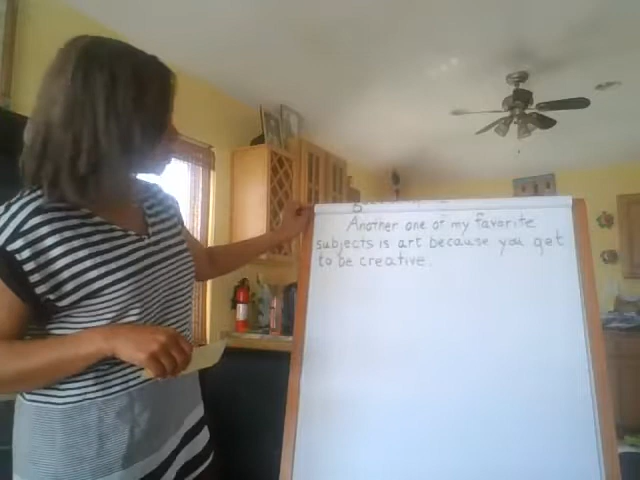 Another one of my favorite
subjects is art because you get
to be creative.